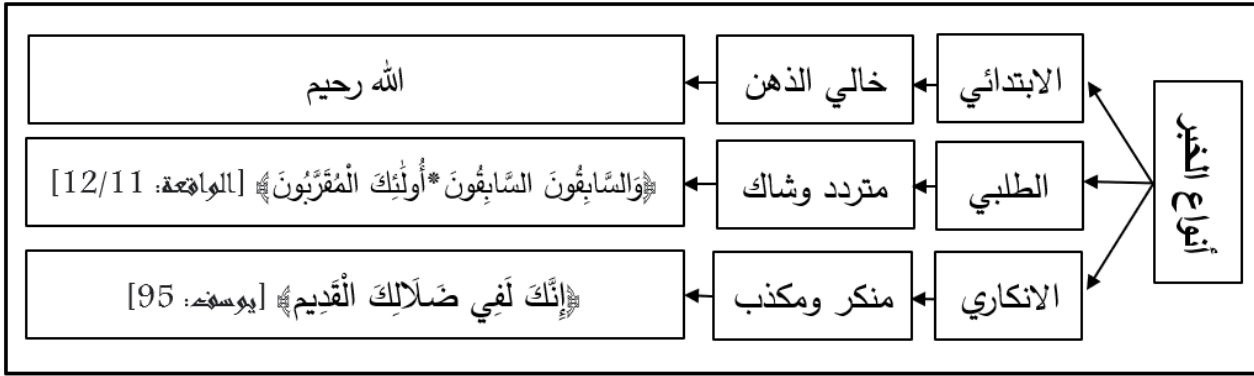 أنواع الخبر
الابتدائي
خالي الذهن
الله رحيم
الطلبي
متردد وشاك
﴿وَالسَّابِقُونَ السَّابِقُونَ*أُولَٰئِكَ الْمُقَرَّبُونَ﴾ [الواقعة: 12/11]
الانكاري
منكر ومكذب
﴿إِنَّكَ لَفِي ضَلَالِكَ الْقَدِيم﴾ [يوسف: 95]